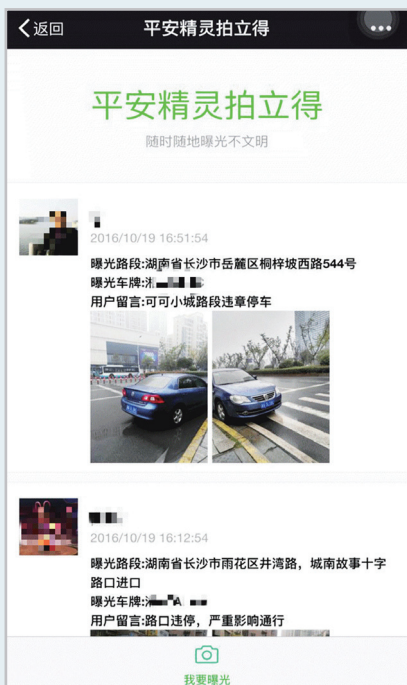 返回
平安精灵拍立得
平安精灵拍立得
随时随地曝光不文明
2016/10/19 16:51:54
曝光路段:湖南省长沙市岳麓区桐梓坡西路544号
曝光车牌:湘
用户留言:可可小城路段违章停车
2016/10/19 16:12:54
曝光路段:湖南省长沙市雨花区井湾路，城南故事十字
路口进口
曝光车牌:湘A
用户留言:路口违停，严重影响通行
我要曝光